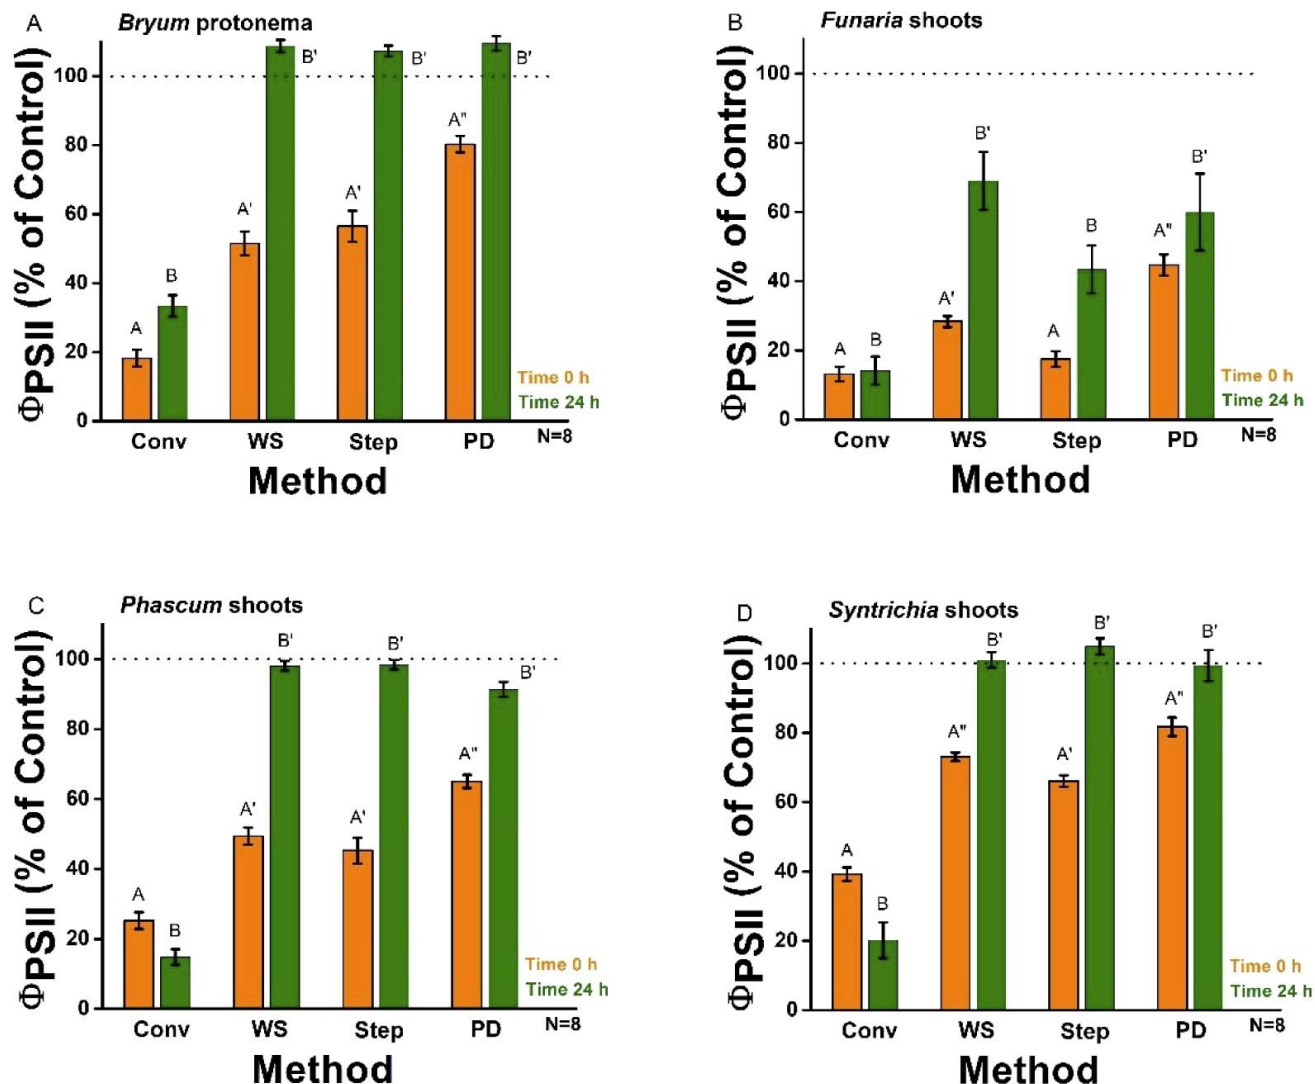 A
Bryum protonema
ΦPSII (% of Control)
100
80
60
40
20
0
A
B
A'
B'
A'
B'
A"
B'
Time 0 h
Time 24 h
Conv
WS
Step
PD
N=8
Method
B
Funaria shoots
ΦPSII (% of Control)
100
80
60
40
20
0
A
B
A'
B'
A
B
A"
B'
Time 0 h
Time 24 h
Conv
WS
Step
PD
N=8
Method
C
Phascum shoots
ΦPSII (% of Control)
100
80
60
40
20
0
A
B
A'
B'
A'
B'
A"
B'
Time 0 h
Time 24 h
Conv
WS
Step
PD
N=8
Method
D
Syntrichia shoots
ΦPSII (% of Control)
100
80
60
40
20
0
A
B
A"
B'
A'
B'
A"
B'
Time 0 h
Time 24 h
Conv
WS
Step
PD
N=8
Method